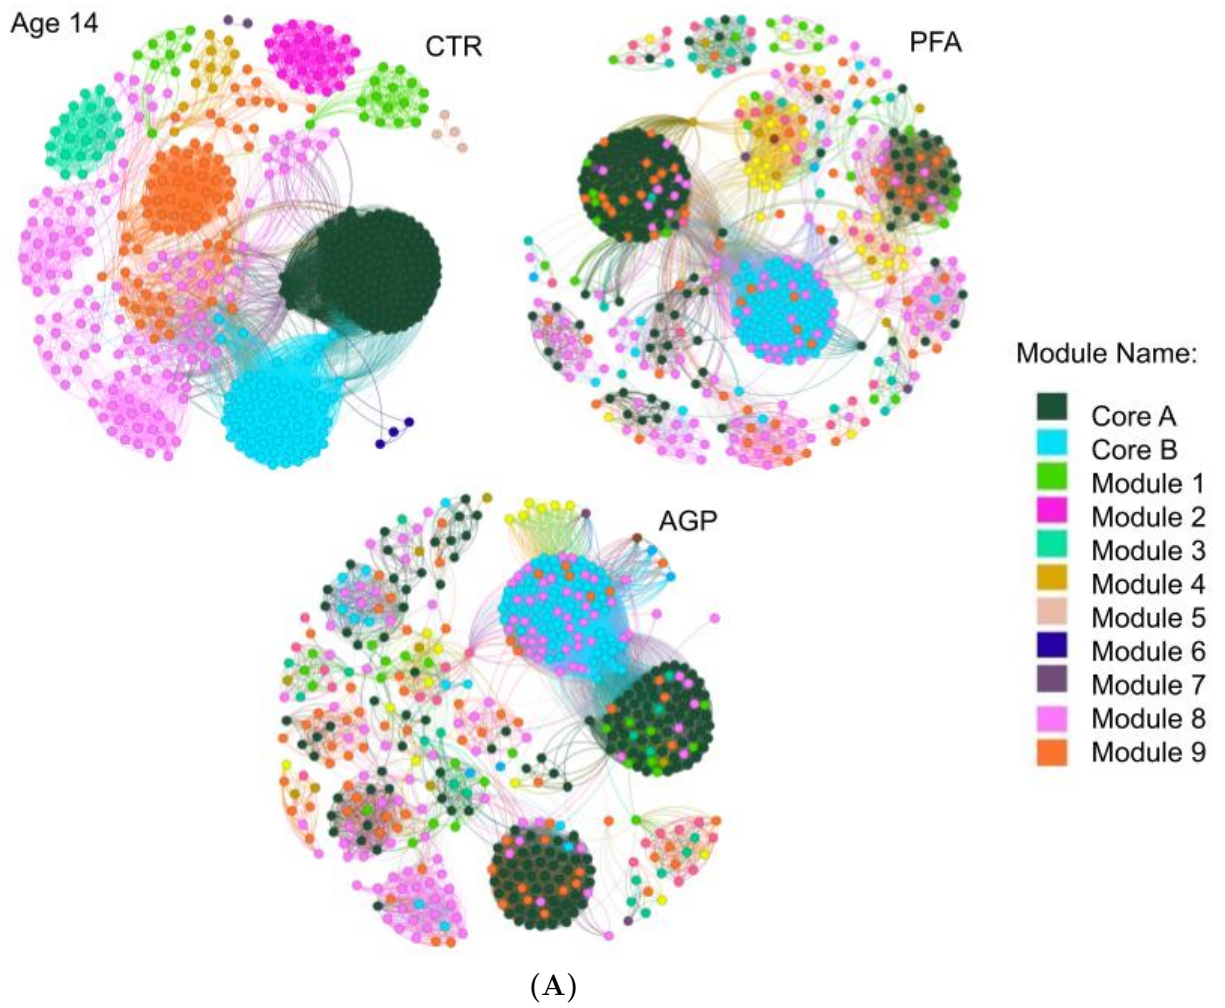 Age 14
CTR
PFA
AGP
Module Name:
Core A
Core B
Module 1
Module 2
Module 3
Module 4
Module 5
Module 6
Module 7
Module 8
Module 9
(A)